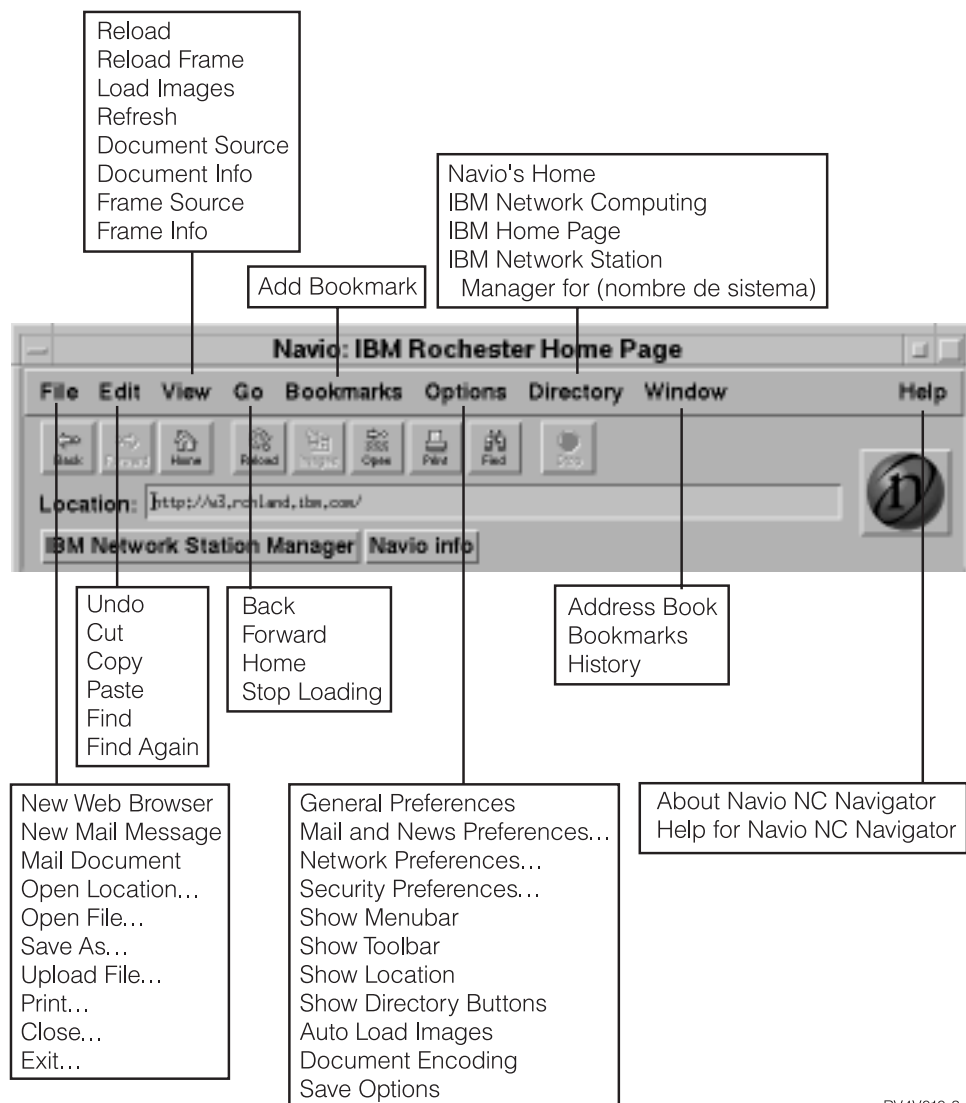 Reload
Reload Frame
Load Images
Refresh
Document Source
Document Info
Frame Source
Frame Info
Navio's Home
IBM Network Computing
IBM Home Page
IBM Network Station
Manager for (nombre de sistema)
Add Bookmark
Navio: IBM Rochester Home Page
File Edit View Go Bookmarks Options Directory Window Help
Back Forward Home Reload Images Open Print Find Stop
Location: http://w3.rchland.ibm.com/
IBM Network Station Manager Navio info
Undo
Cut
Copy
Paste
Find
Find Again
Back
Forward
Home
Stop Loading
Address Book
Bookmarks
History
New Web Browser
New Mail Message
Mail Document
Open Location...
Open File...
Save As...
Upload File...
Print...
Close...
Exit...
General Preferences
Mail and News Preferences...
Network Preferences...
Security Preferences...
Show Menubar
Show Toolbar
Show Location
Show Directory Buttons
Auto Load Images
Document Encoding
Save Options
About Navio NC Navigator
Help for Navio NC Navigator